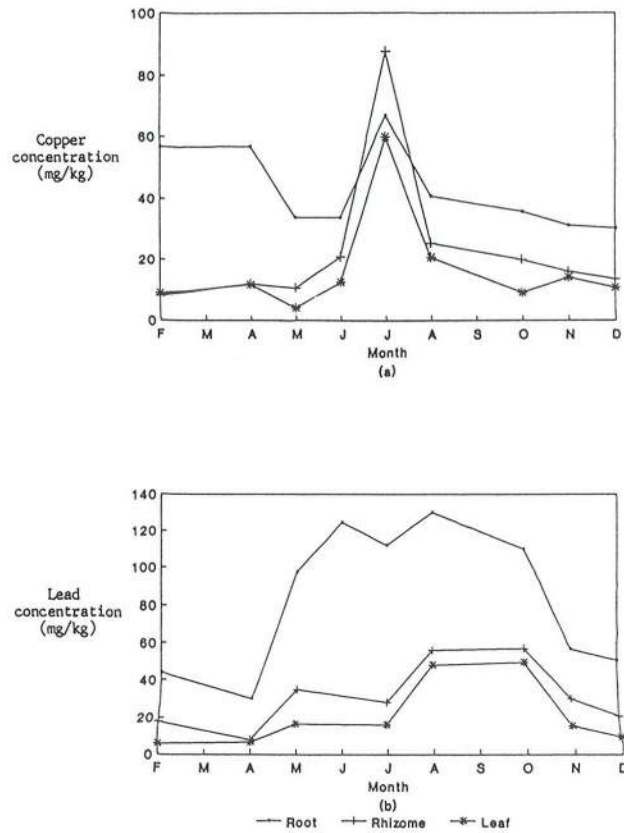 100
80
Copper
concentration
(mg/kg)
60
40
20
0
F M A M J J A S O N D
Month
(a)
140
120
100
Lead
concentration
(mg/kg)
80
60
40
20
0
F M A M J J A S O N D
Month
(b)
Root Rhizome Leaf